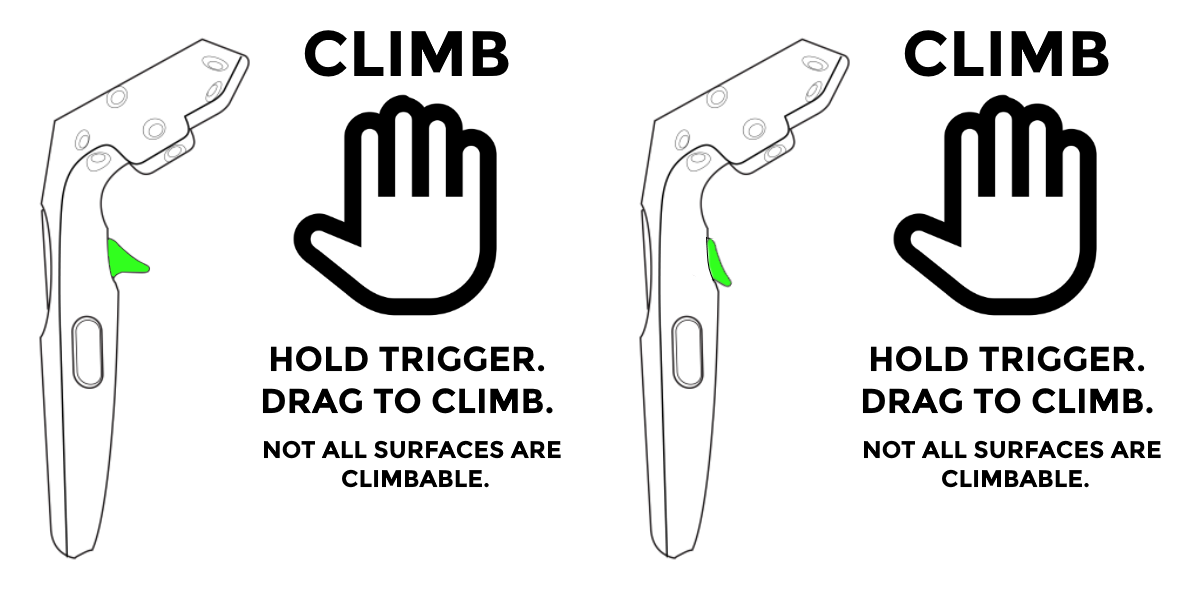 CLIMB
HOLD TRIGGER.
DRAG TO CLIMB.
NOT ALL SURFACES ARE
CLIMBABLE.
CLIMB
HOLD TRIGGER.
DRAG TO CLIMB.
NOT ALL SURFACES ARE
CLIMBABLE.